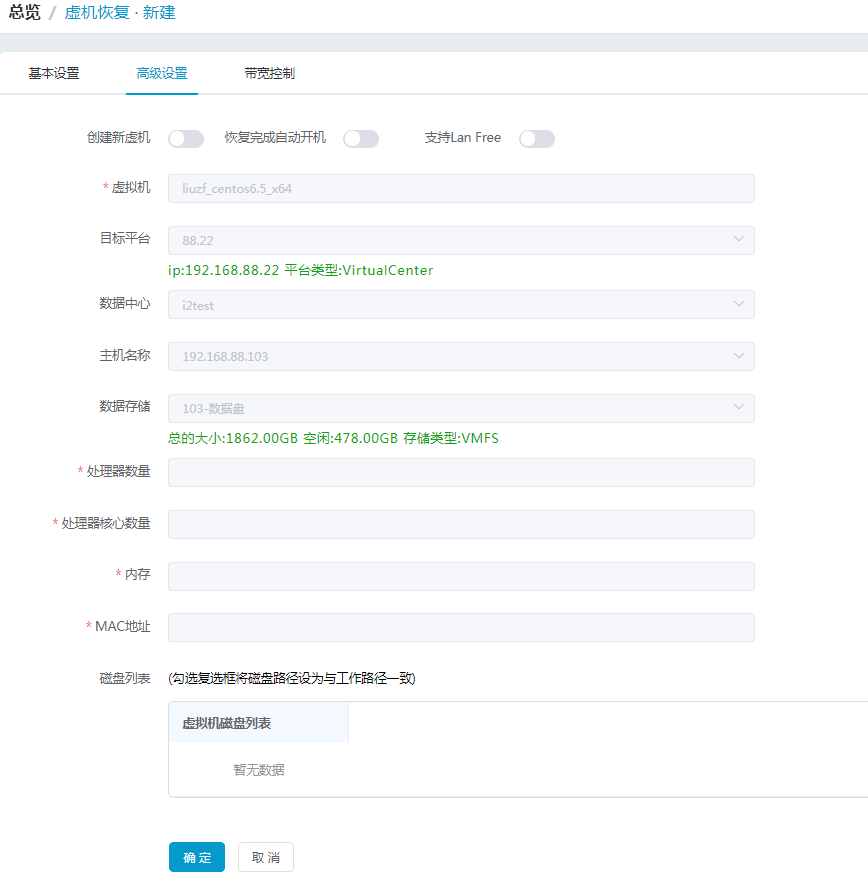 总览 / 虚机恢复 · 新建
基本设置 高级设置 带宽控制
创建新虚机 恢复完成自动开机 支持Lan Free
* 虚拟机 liuzf_centos6.5_x64
目标平台 88.22
ip:192.168.88.22 平台类型:VirtualCenter
数据中心 i2test
主机名称 192.168.88.103
数据存储 103-数据盘
总的大小:1862.00GB 空闲:478.00GB 存储类型:VMFS
* 处理器数量
* 处理器核心数量
* 内存
* MAC地址
磁盘列表 (勾选复选框将磁盘路径设为与工作路径一致)
虚拟机磁盘列表
暂无数据
确定 取消